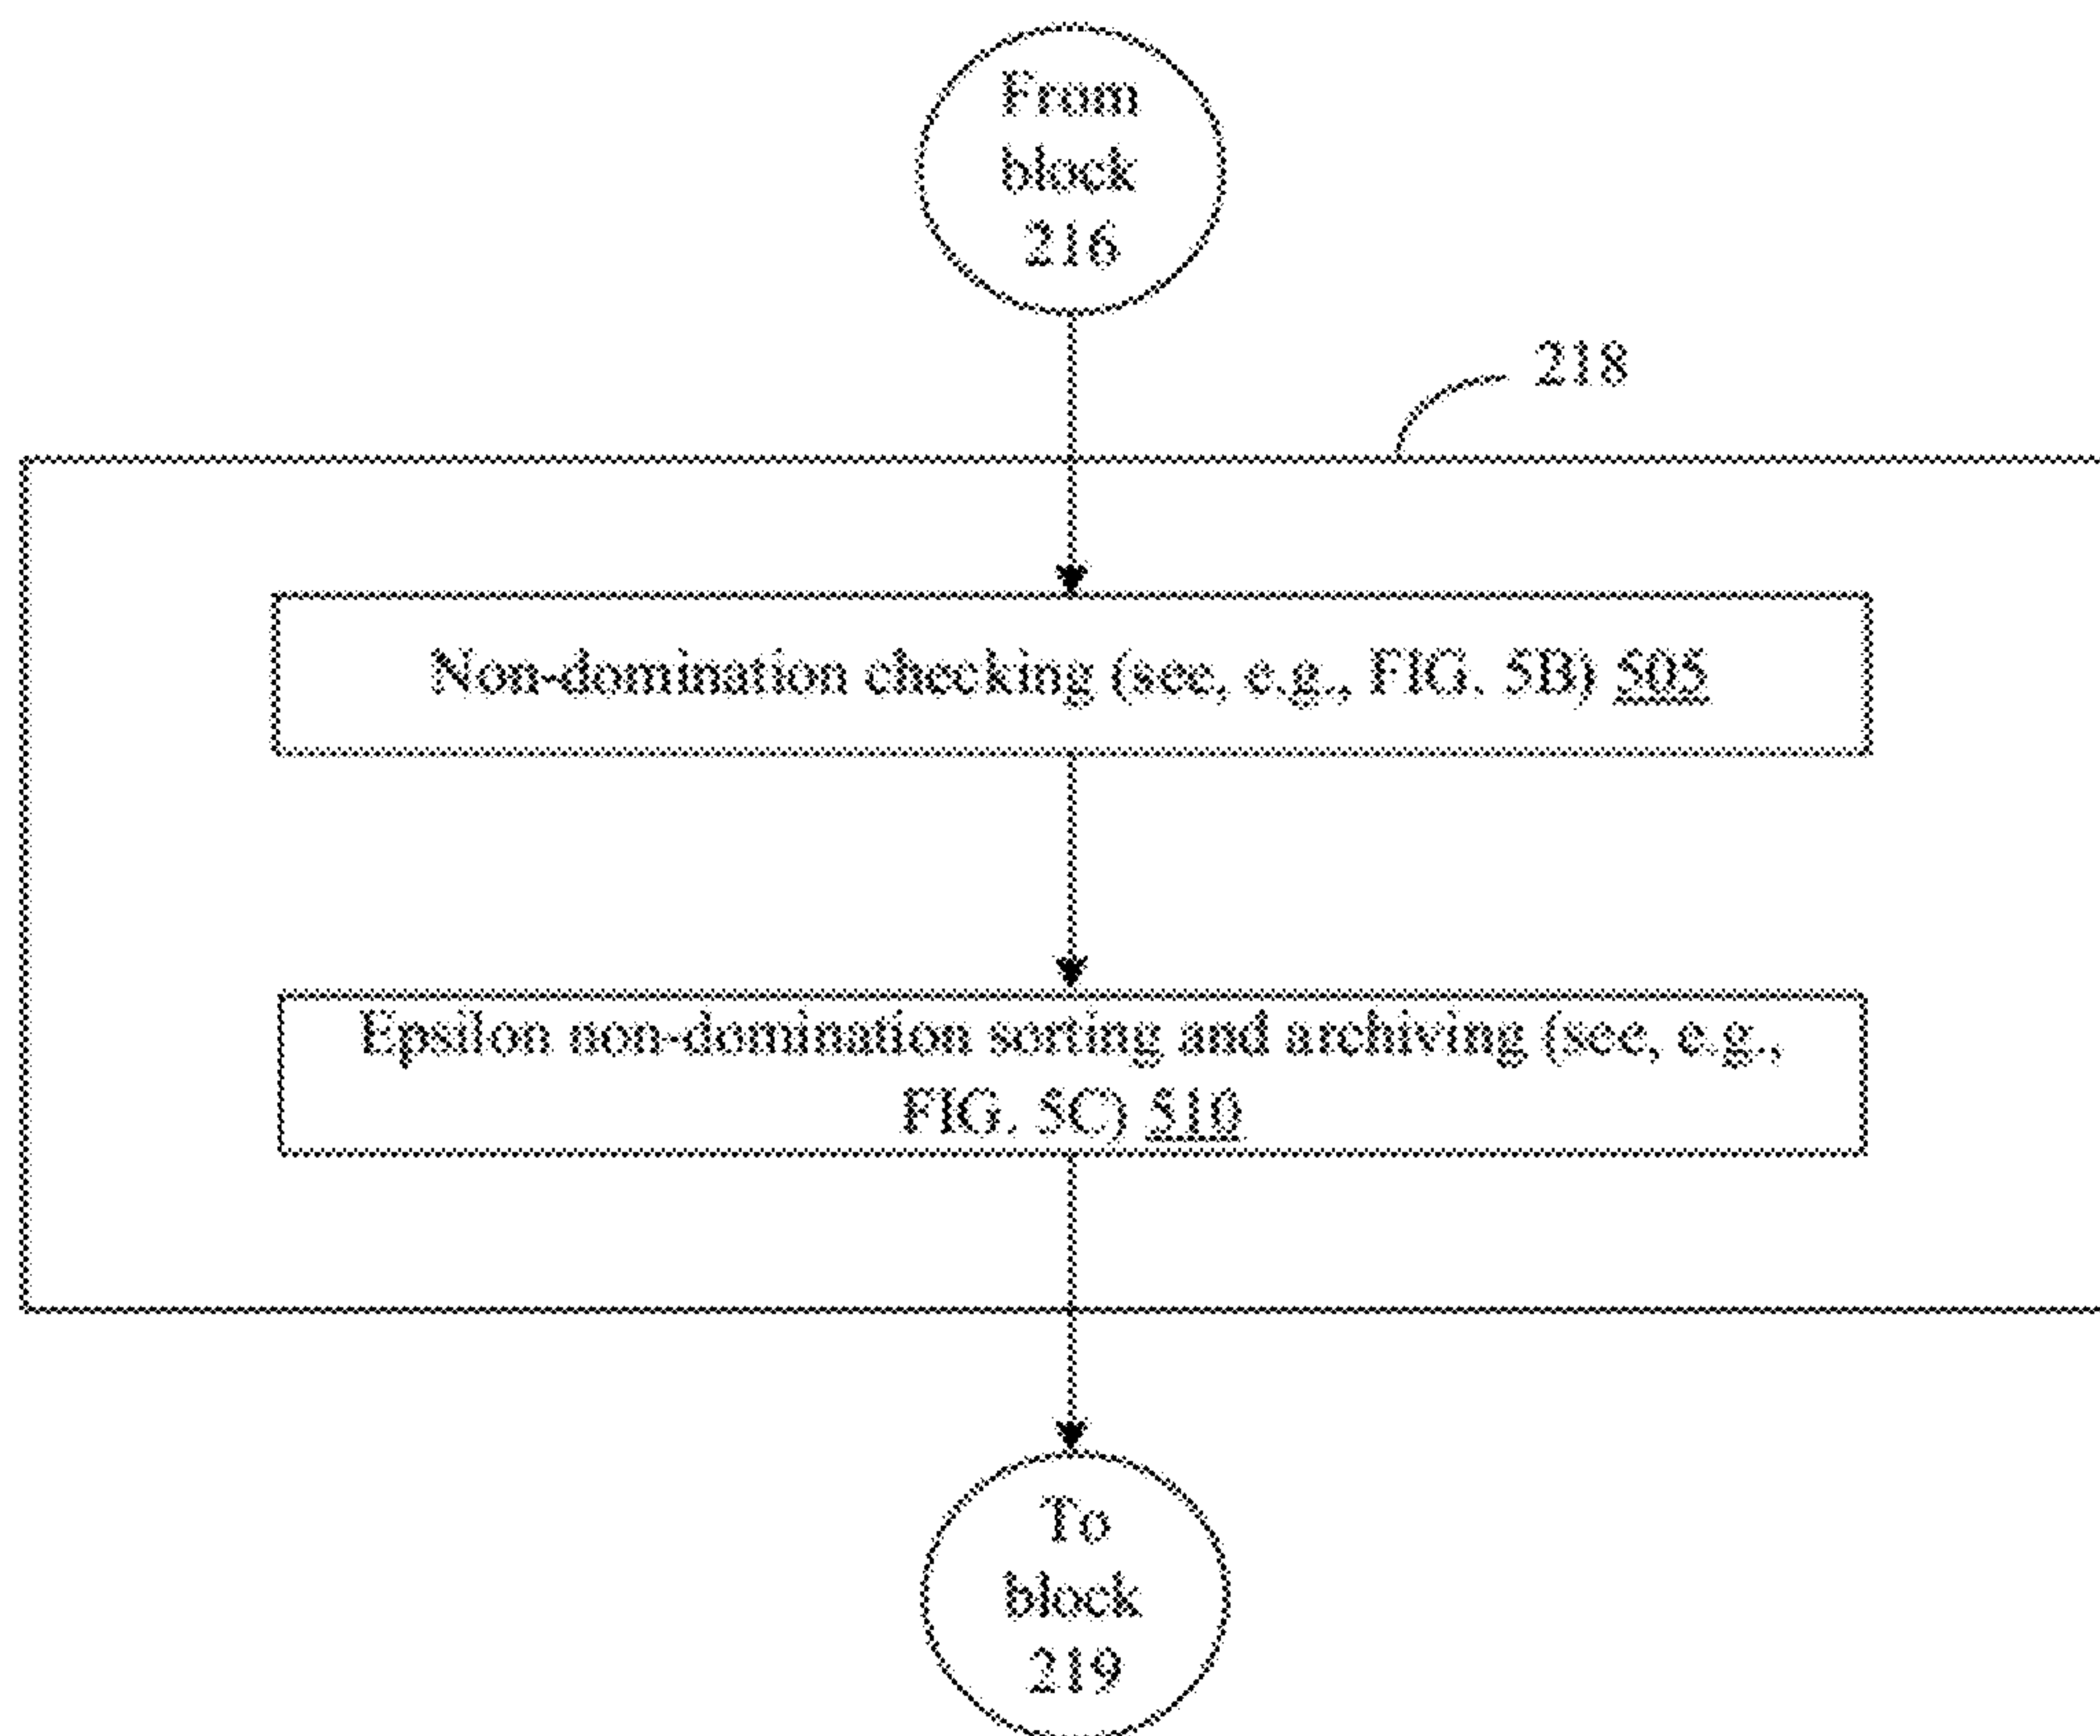 From
block
216
218
Non-domination checking (see, e.g., FIG. 5B) 505
Epsilon non-domination sorting and archiving (see, e.g.,
FIG. 5C) 510
To
block
219